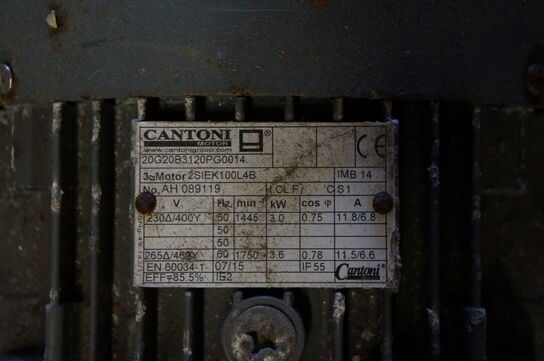 CANTONI
MOTOR
www.cantonigroup.com
CE
20G20B3120PG0014
3~Motor 2SIEK100L4B IMB 14
No. AH 089119 I.CL.F/ °C S1
V Hz min⁻¹ kW cos φ A
230Δ/400Y 50 1445 3.0 0.75 11.8/6.8
50
50
265Δ/460Y 60 1750 3.6 0.78 11.5/6.6
EN 60034-1 07/15 IP 55 Cantoni
EFF=85.5% IE2